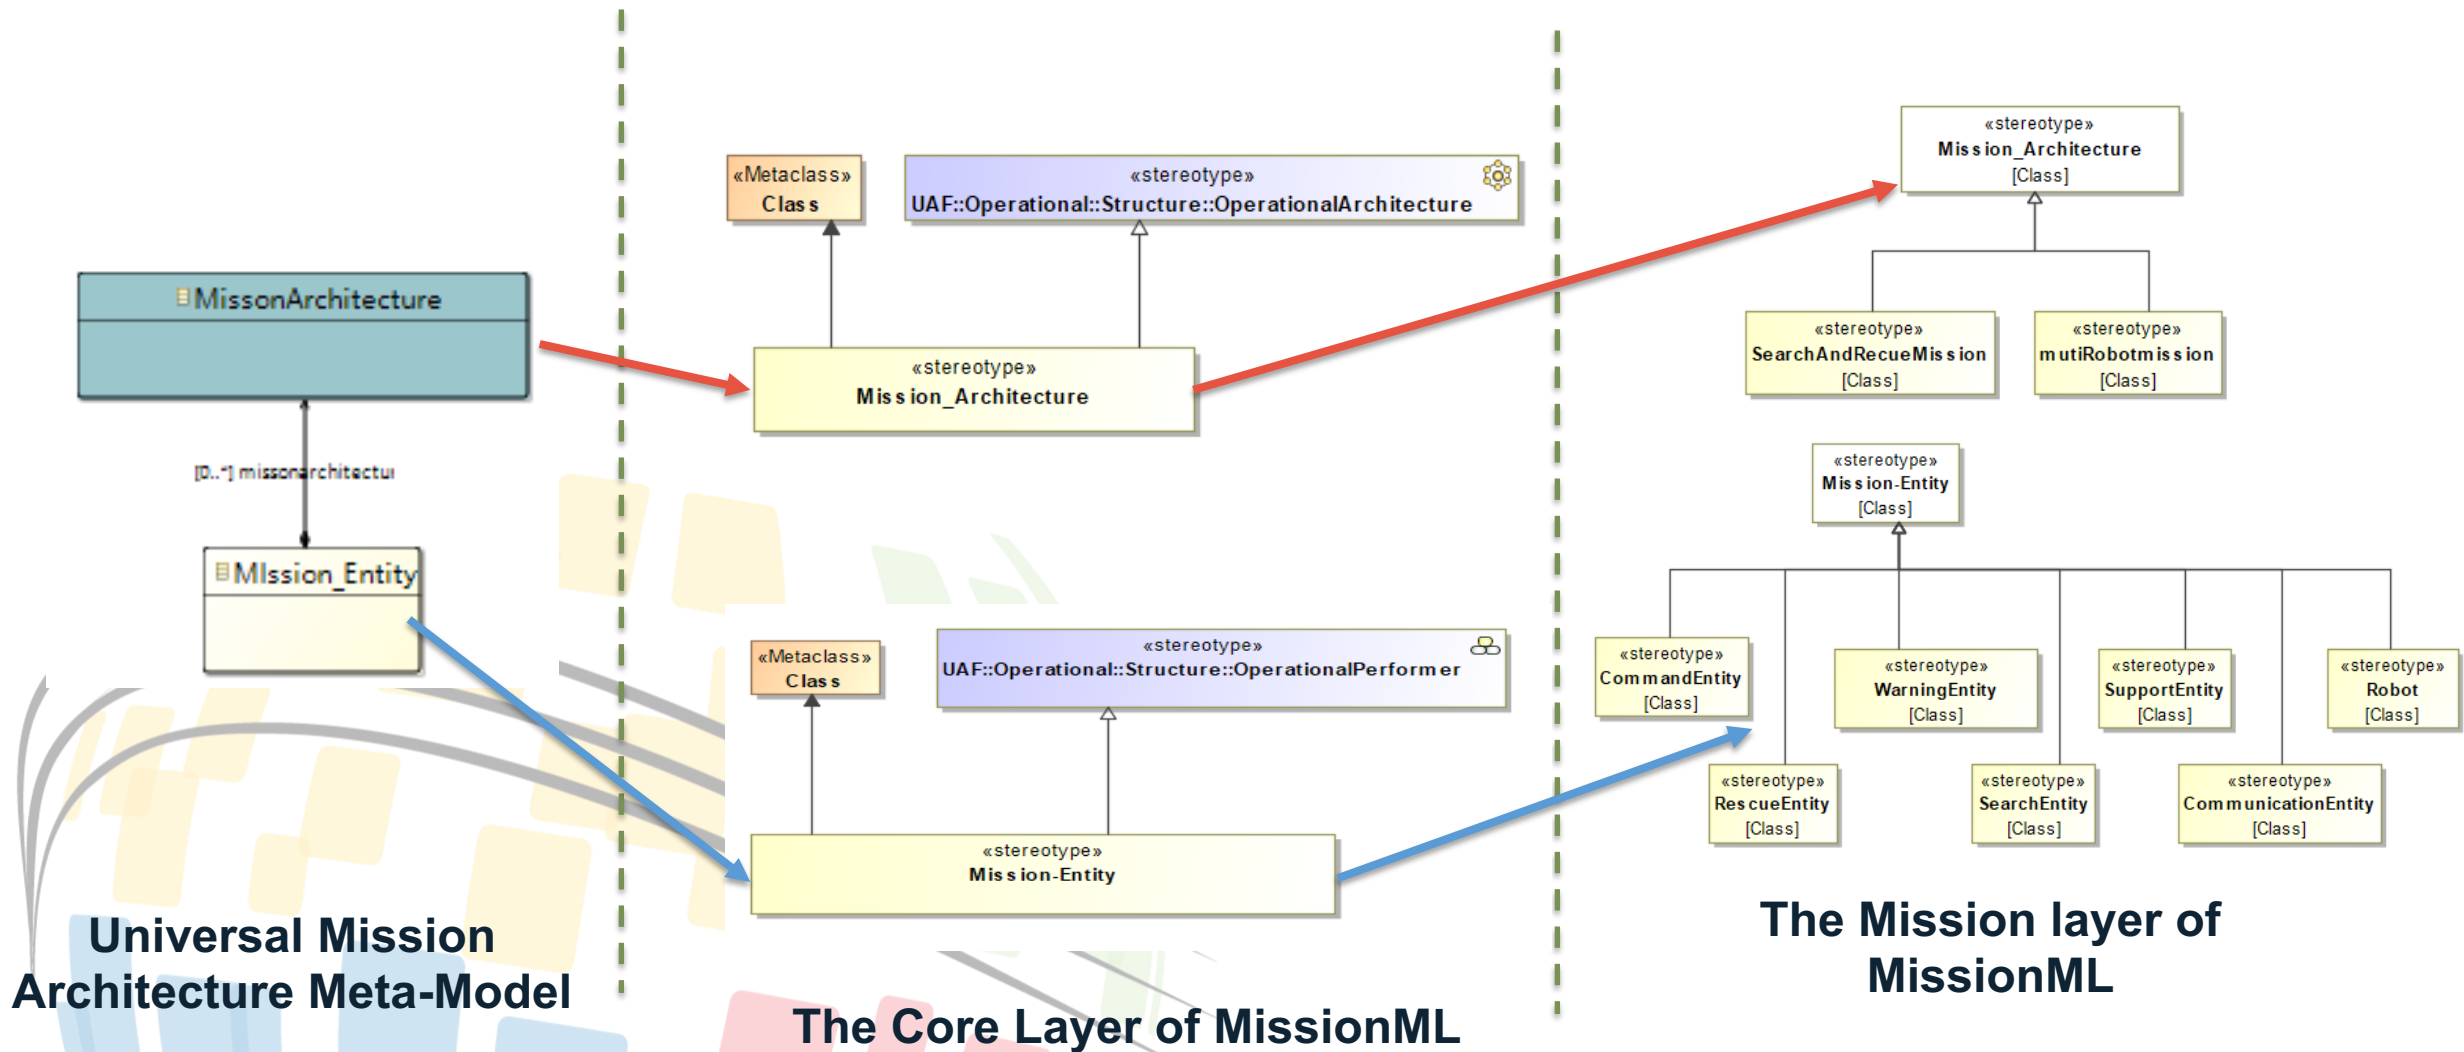 MissonArchitecture
[0..*] missonarchitectur
MIssion_Entity
Universal Mission
Architecture Meta-Model
«Metaclass»
Class
«stereotype»
UAF::Operational::Structure::OperationalArchitecture
«stereotype»
Mission_Architecture
«Metaclass»
Class
«stereotype»
UAF::Operational::Structure::OperationalPerformer
«stereotype»
Mission-Entity
The Core Layer of MissionML
«stereotype»
Mission_Architecture
[Class]
«stereotype»
SearchAndRecueMission
[Class]
«stereotype»
mutiRobotmission
[Class]
«stereotype»
Mission-Entity
[Class]
«stereotype»
CommandEntity
[Class]
«stereotype»
WarningEntity
[Class]
«stereotype»
SupportEntity
[Class]
«stereotype»
Robot
[Class]
«stereotype»
RescueEntity
[Class]
«stereotype»
SearchEntity
[Class]
«stereotype»
CommunicationEntity
[Class]
The Mission layer of
MissionML